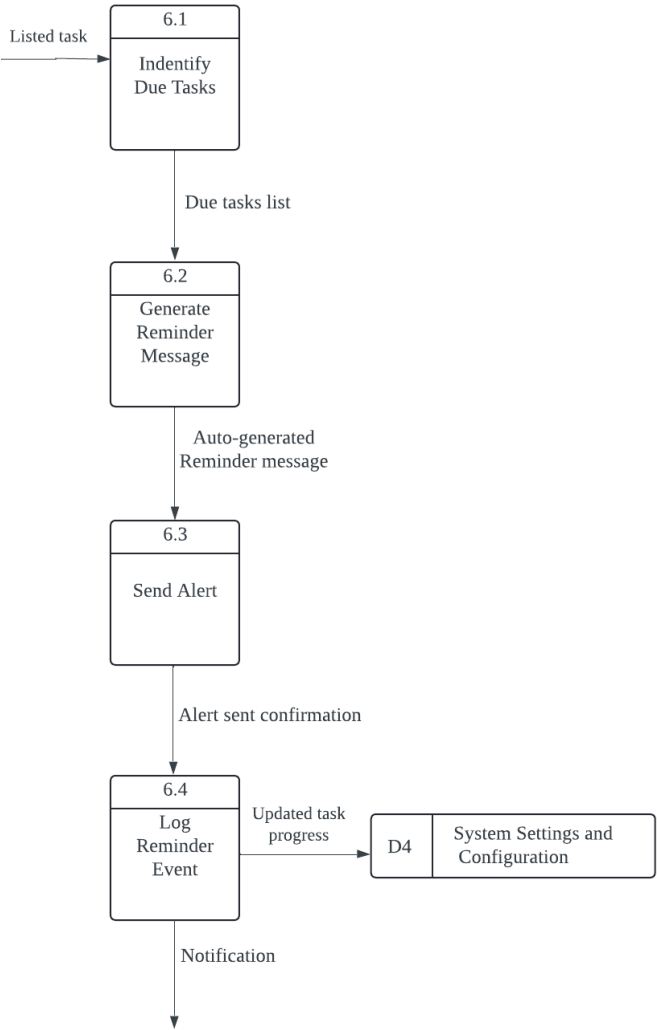 Listed task
6.1
Indentify
Due Tasks
Due tasks list
6.2
Generate
Reminder
Message
Auto-generated
Reminder message
6.3
Send Alert
Alert sent confirmation
6.4
Log
Reminder
Event
Updated task
progress
D4
System Settings and
Configuration
Notification